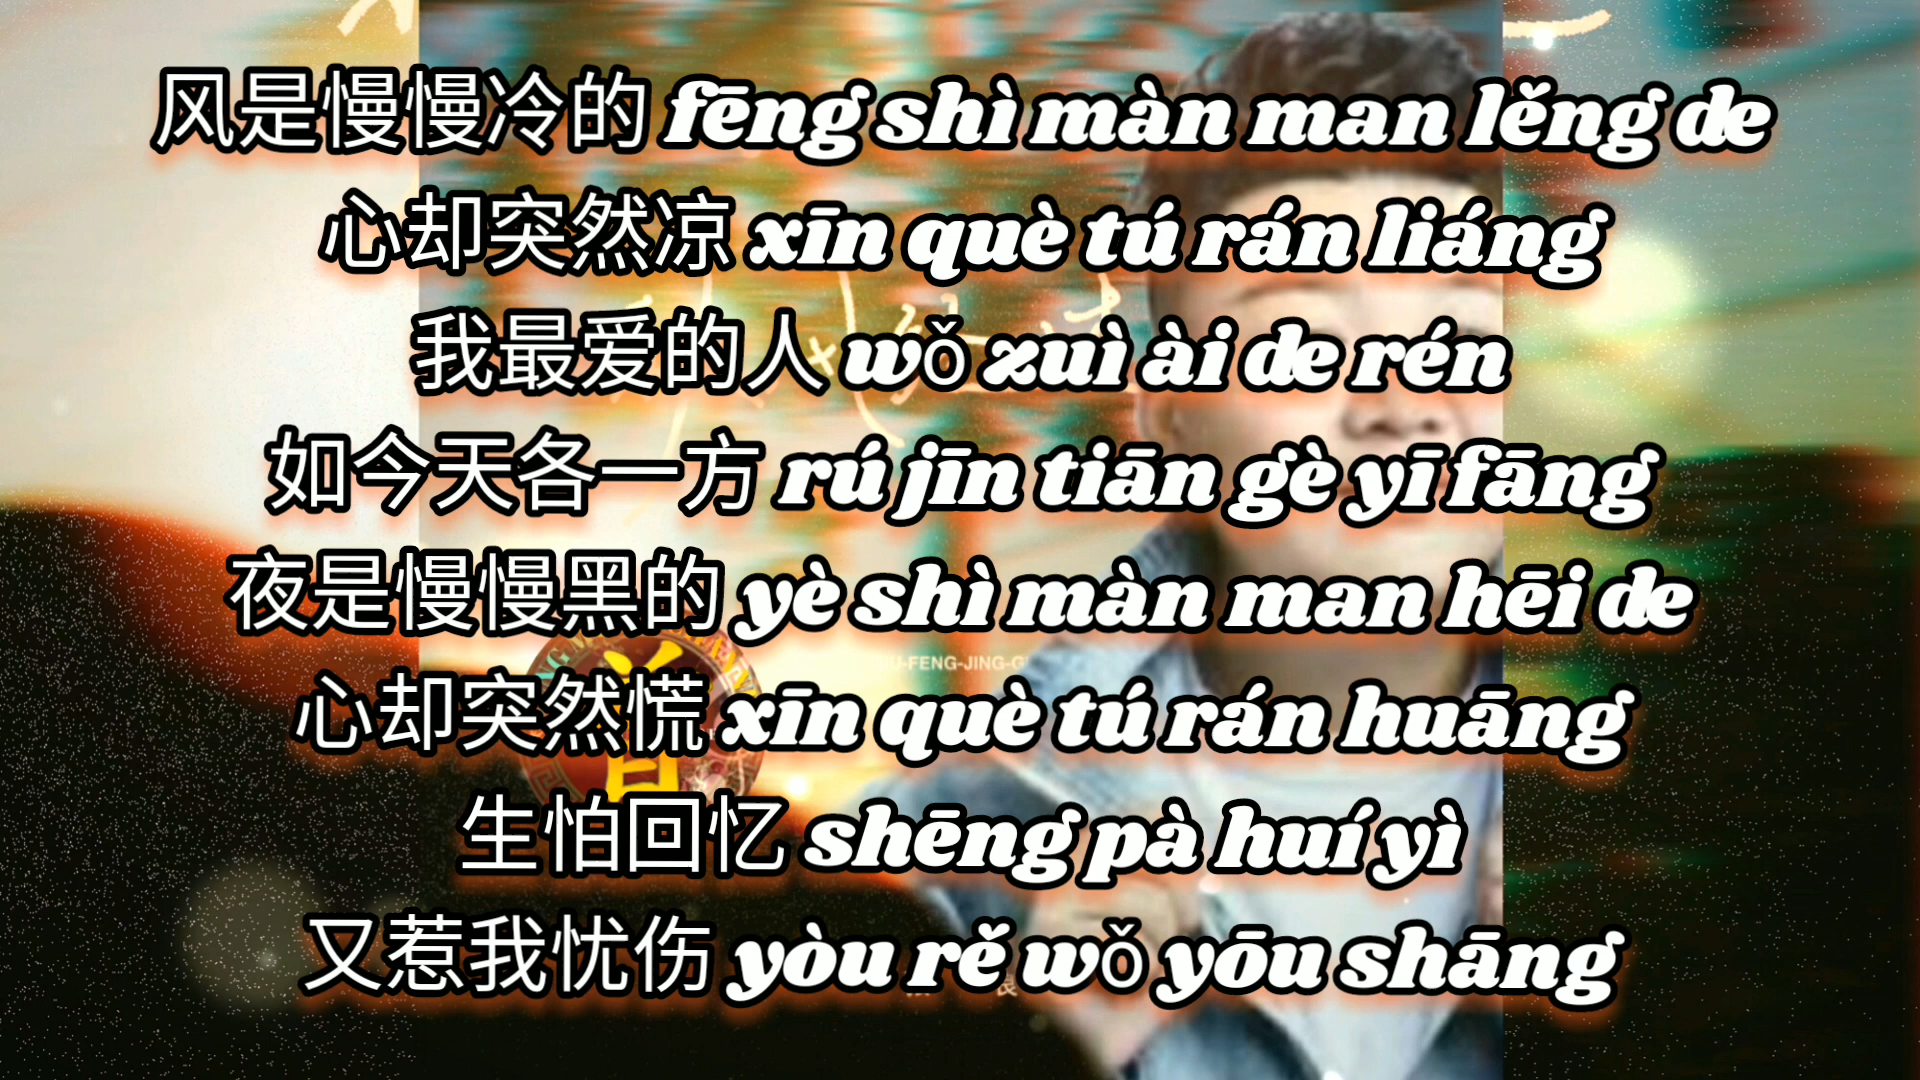 风是慢慢冷的 fēng shì màn man lěng de
心却突然凉 xīn què tú rán liáng
我最爱的人 wǒ zuì ài de rén
如今天各一方 rú jīn tiān gè yī fāng
夜是慢慢黑的 yè shì màn man hēi de
心却突然慌 xīn què tú rán huāng
生怕回忆 shēng pà huí yì
又惹我忧伤 yòu rě wǒ yōu shāng